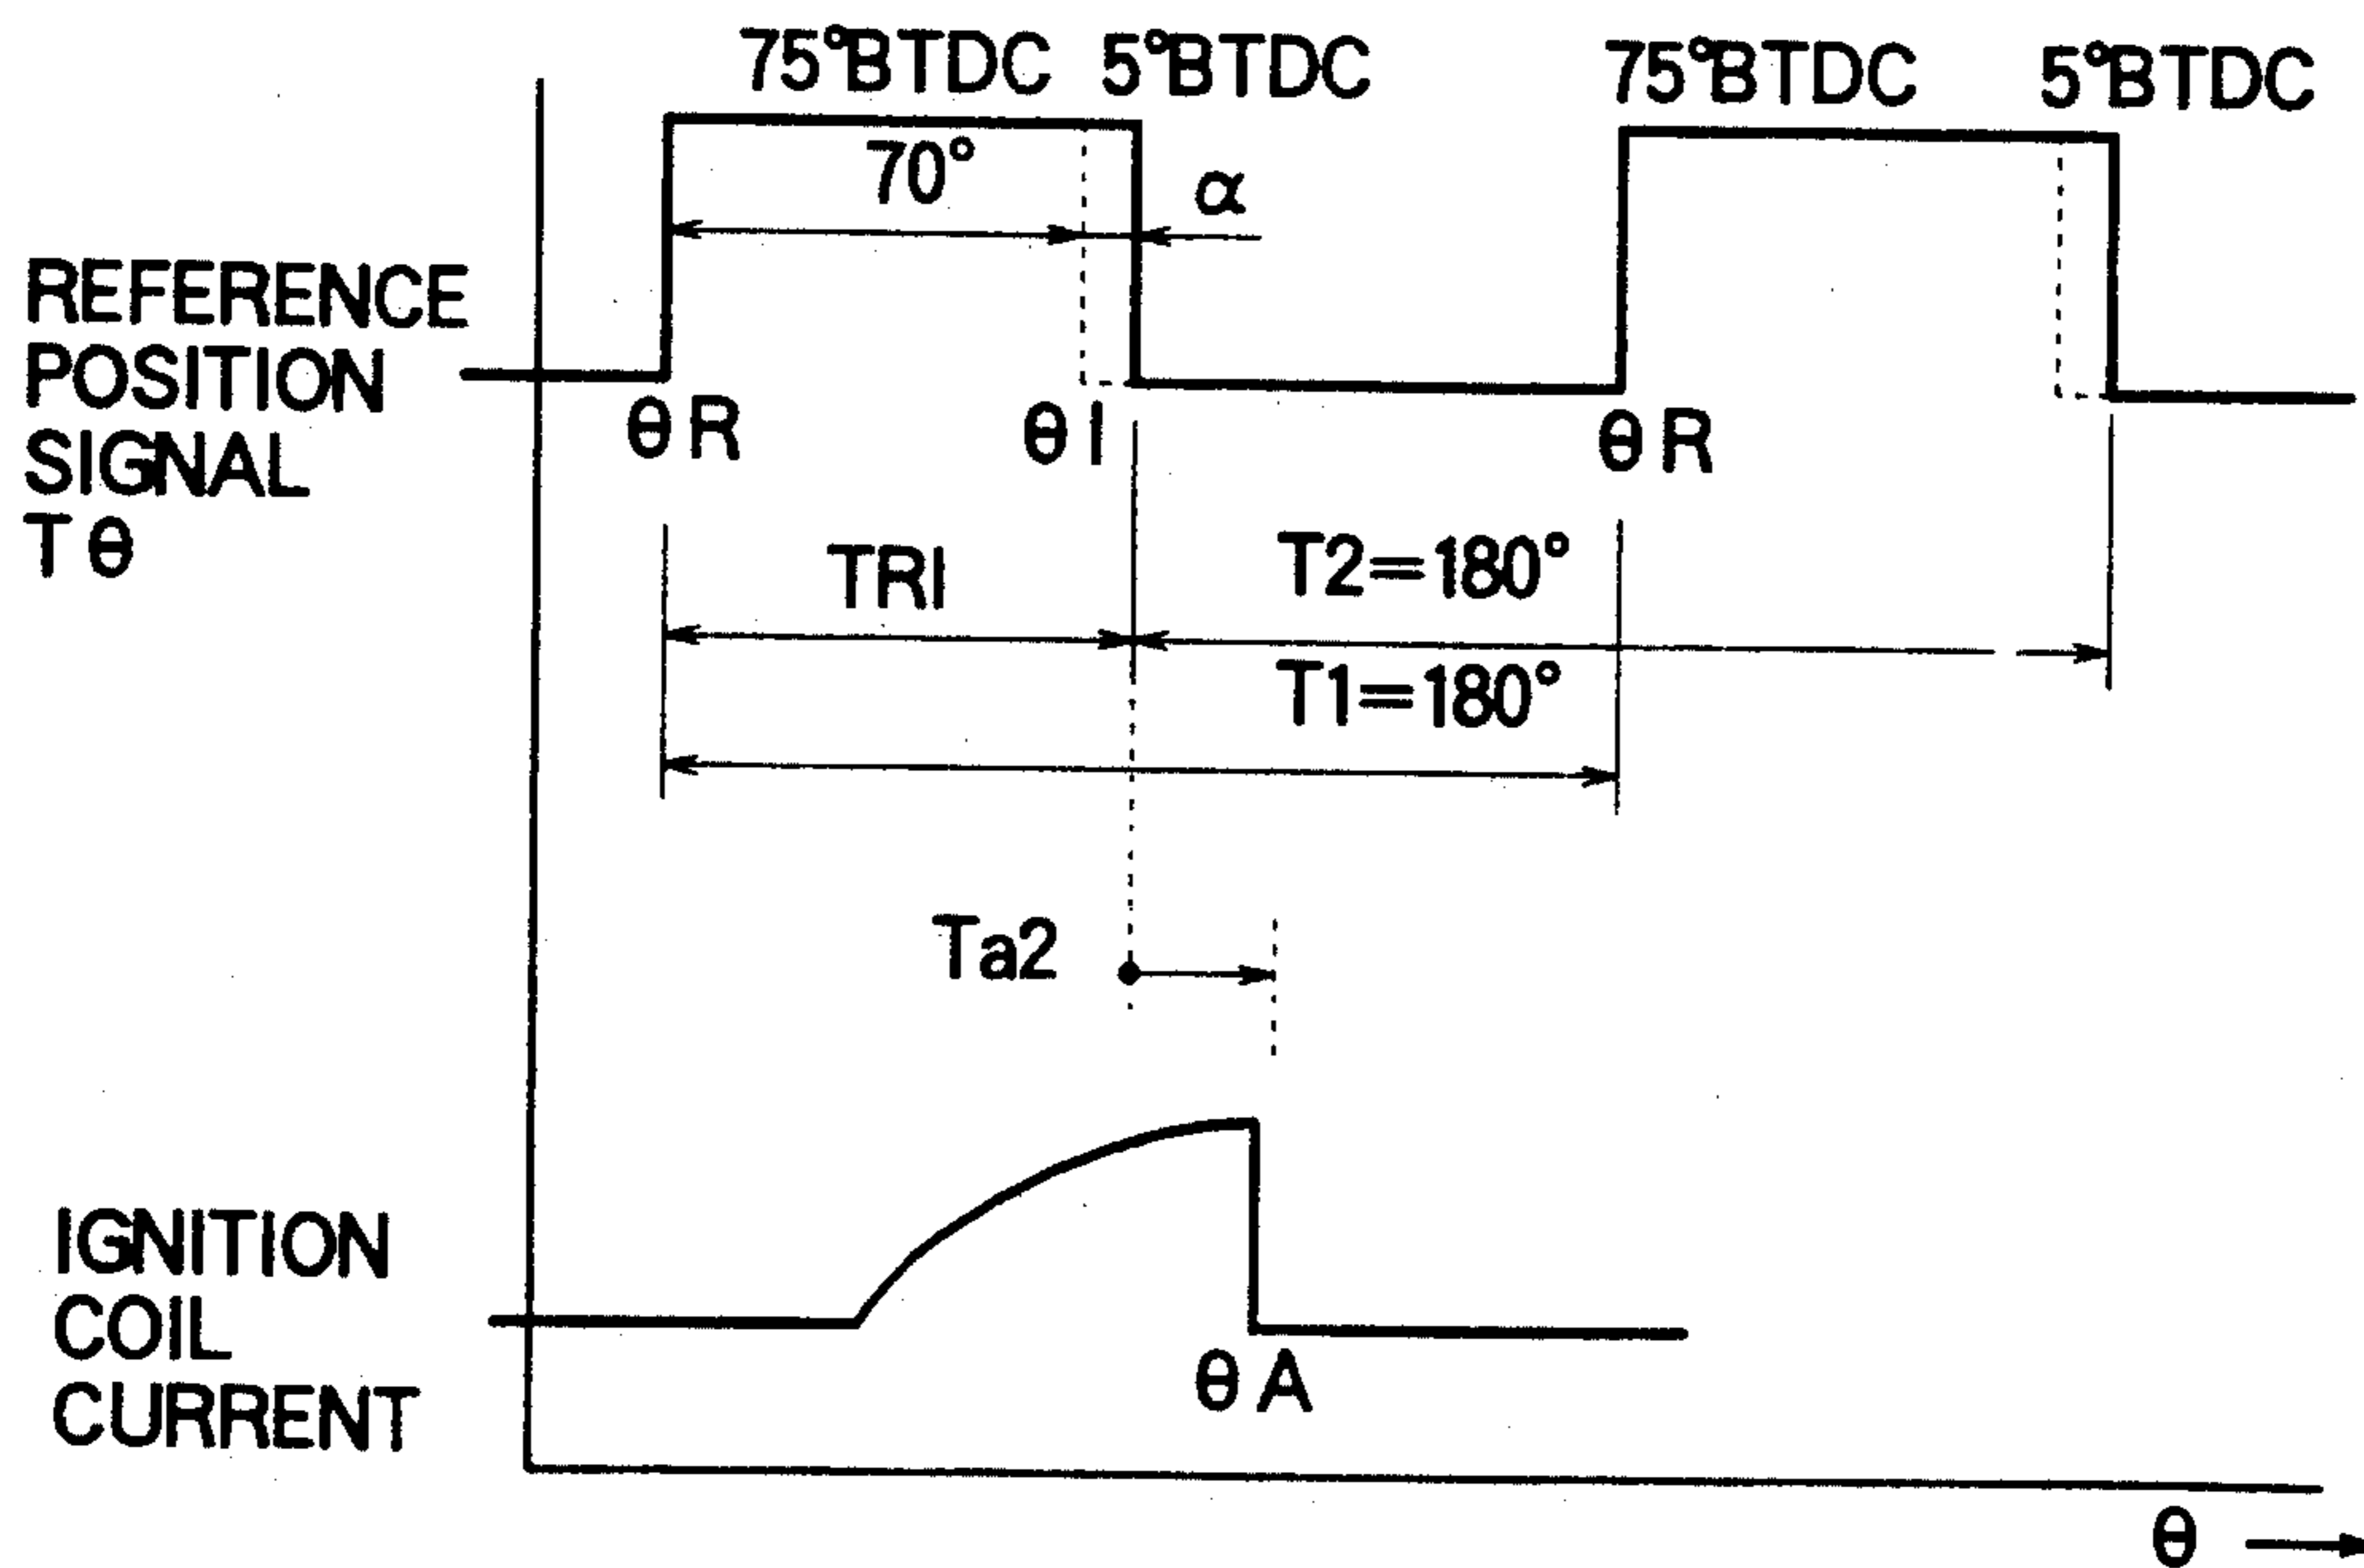 75°BTDC 5°BTDC 75°BTDC 5°BTDC
70°
α
REFERENCE
POSITION
SIGNAL
Tθ
θR θI θR
TRI T2=180°
T1=180°
Ta2
IGNITION
COIL
CURRENT
θA
θ